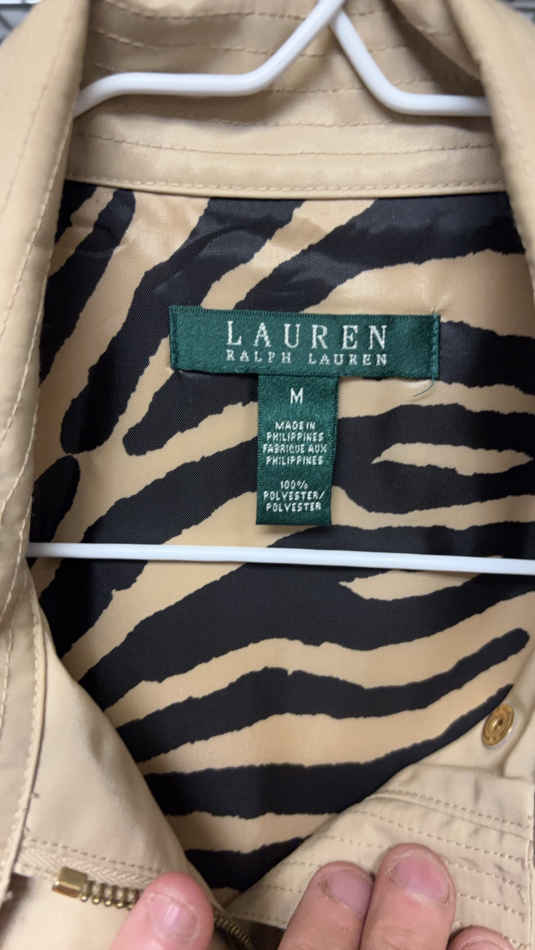 LAUREN
RALPH LAUREN
M
MADE IN
PHILIPPINES
FABRIQUE AUX
PHILIPPINES
100%
POLYESTER/
POLYESTER